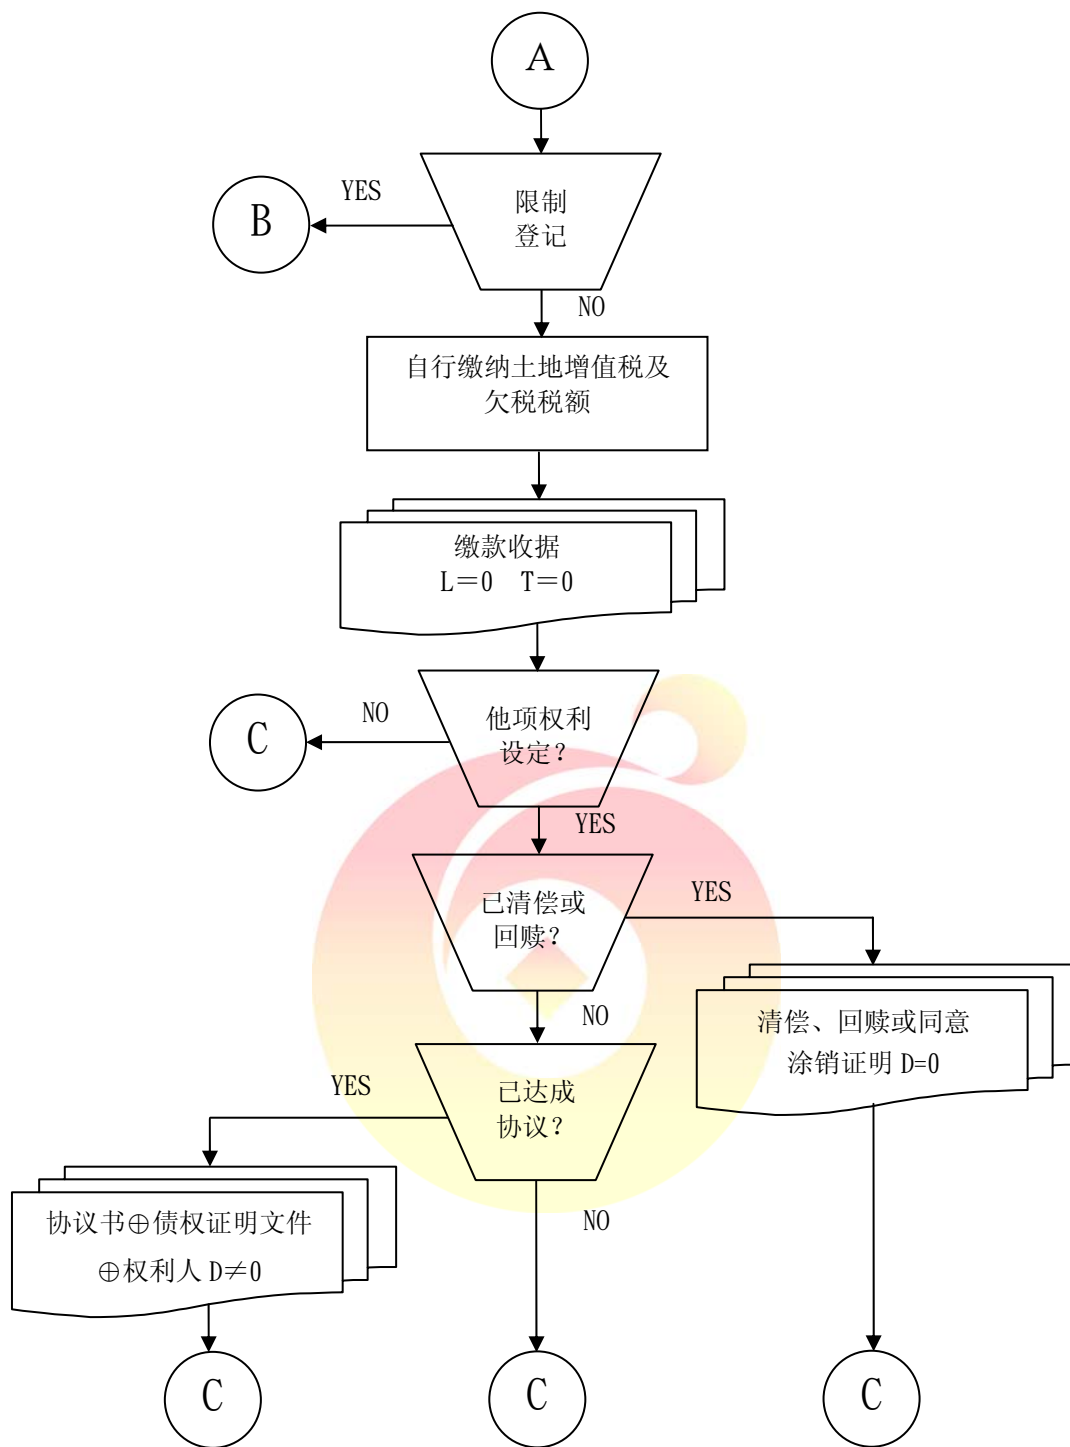 A
YES
限制
登记
B
NO
自行缴纳土地增值税及
欠税税额
缴款收据
L＝0 T＝0
NO
他项权利
设定？
C
YES
已清偿或
回赎？
YES
NO
清偿、回赎或同意
涂销证明 D=0
YES
已达成
协议？
NO
协议书⊕债权证明文件
⊕权利人 D≠0
C
C
C